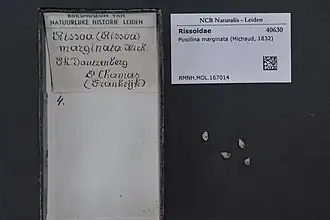 RIJKSMUSEUM VAN
NATUURLIJKE HISTORIE LEIDEN
Rissoa (Rissoa)
marginata Mich.
Ph. Dautzenberg
St Chamas
(Frankrijk)
4.
NCB Naturalis - Leiden
Rissoidae 40630
Pusillina marginata (Michaud, 1832)
RMNH.MOL.167014